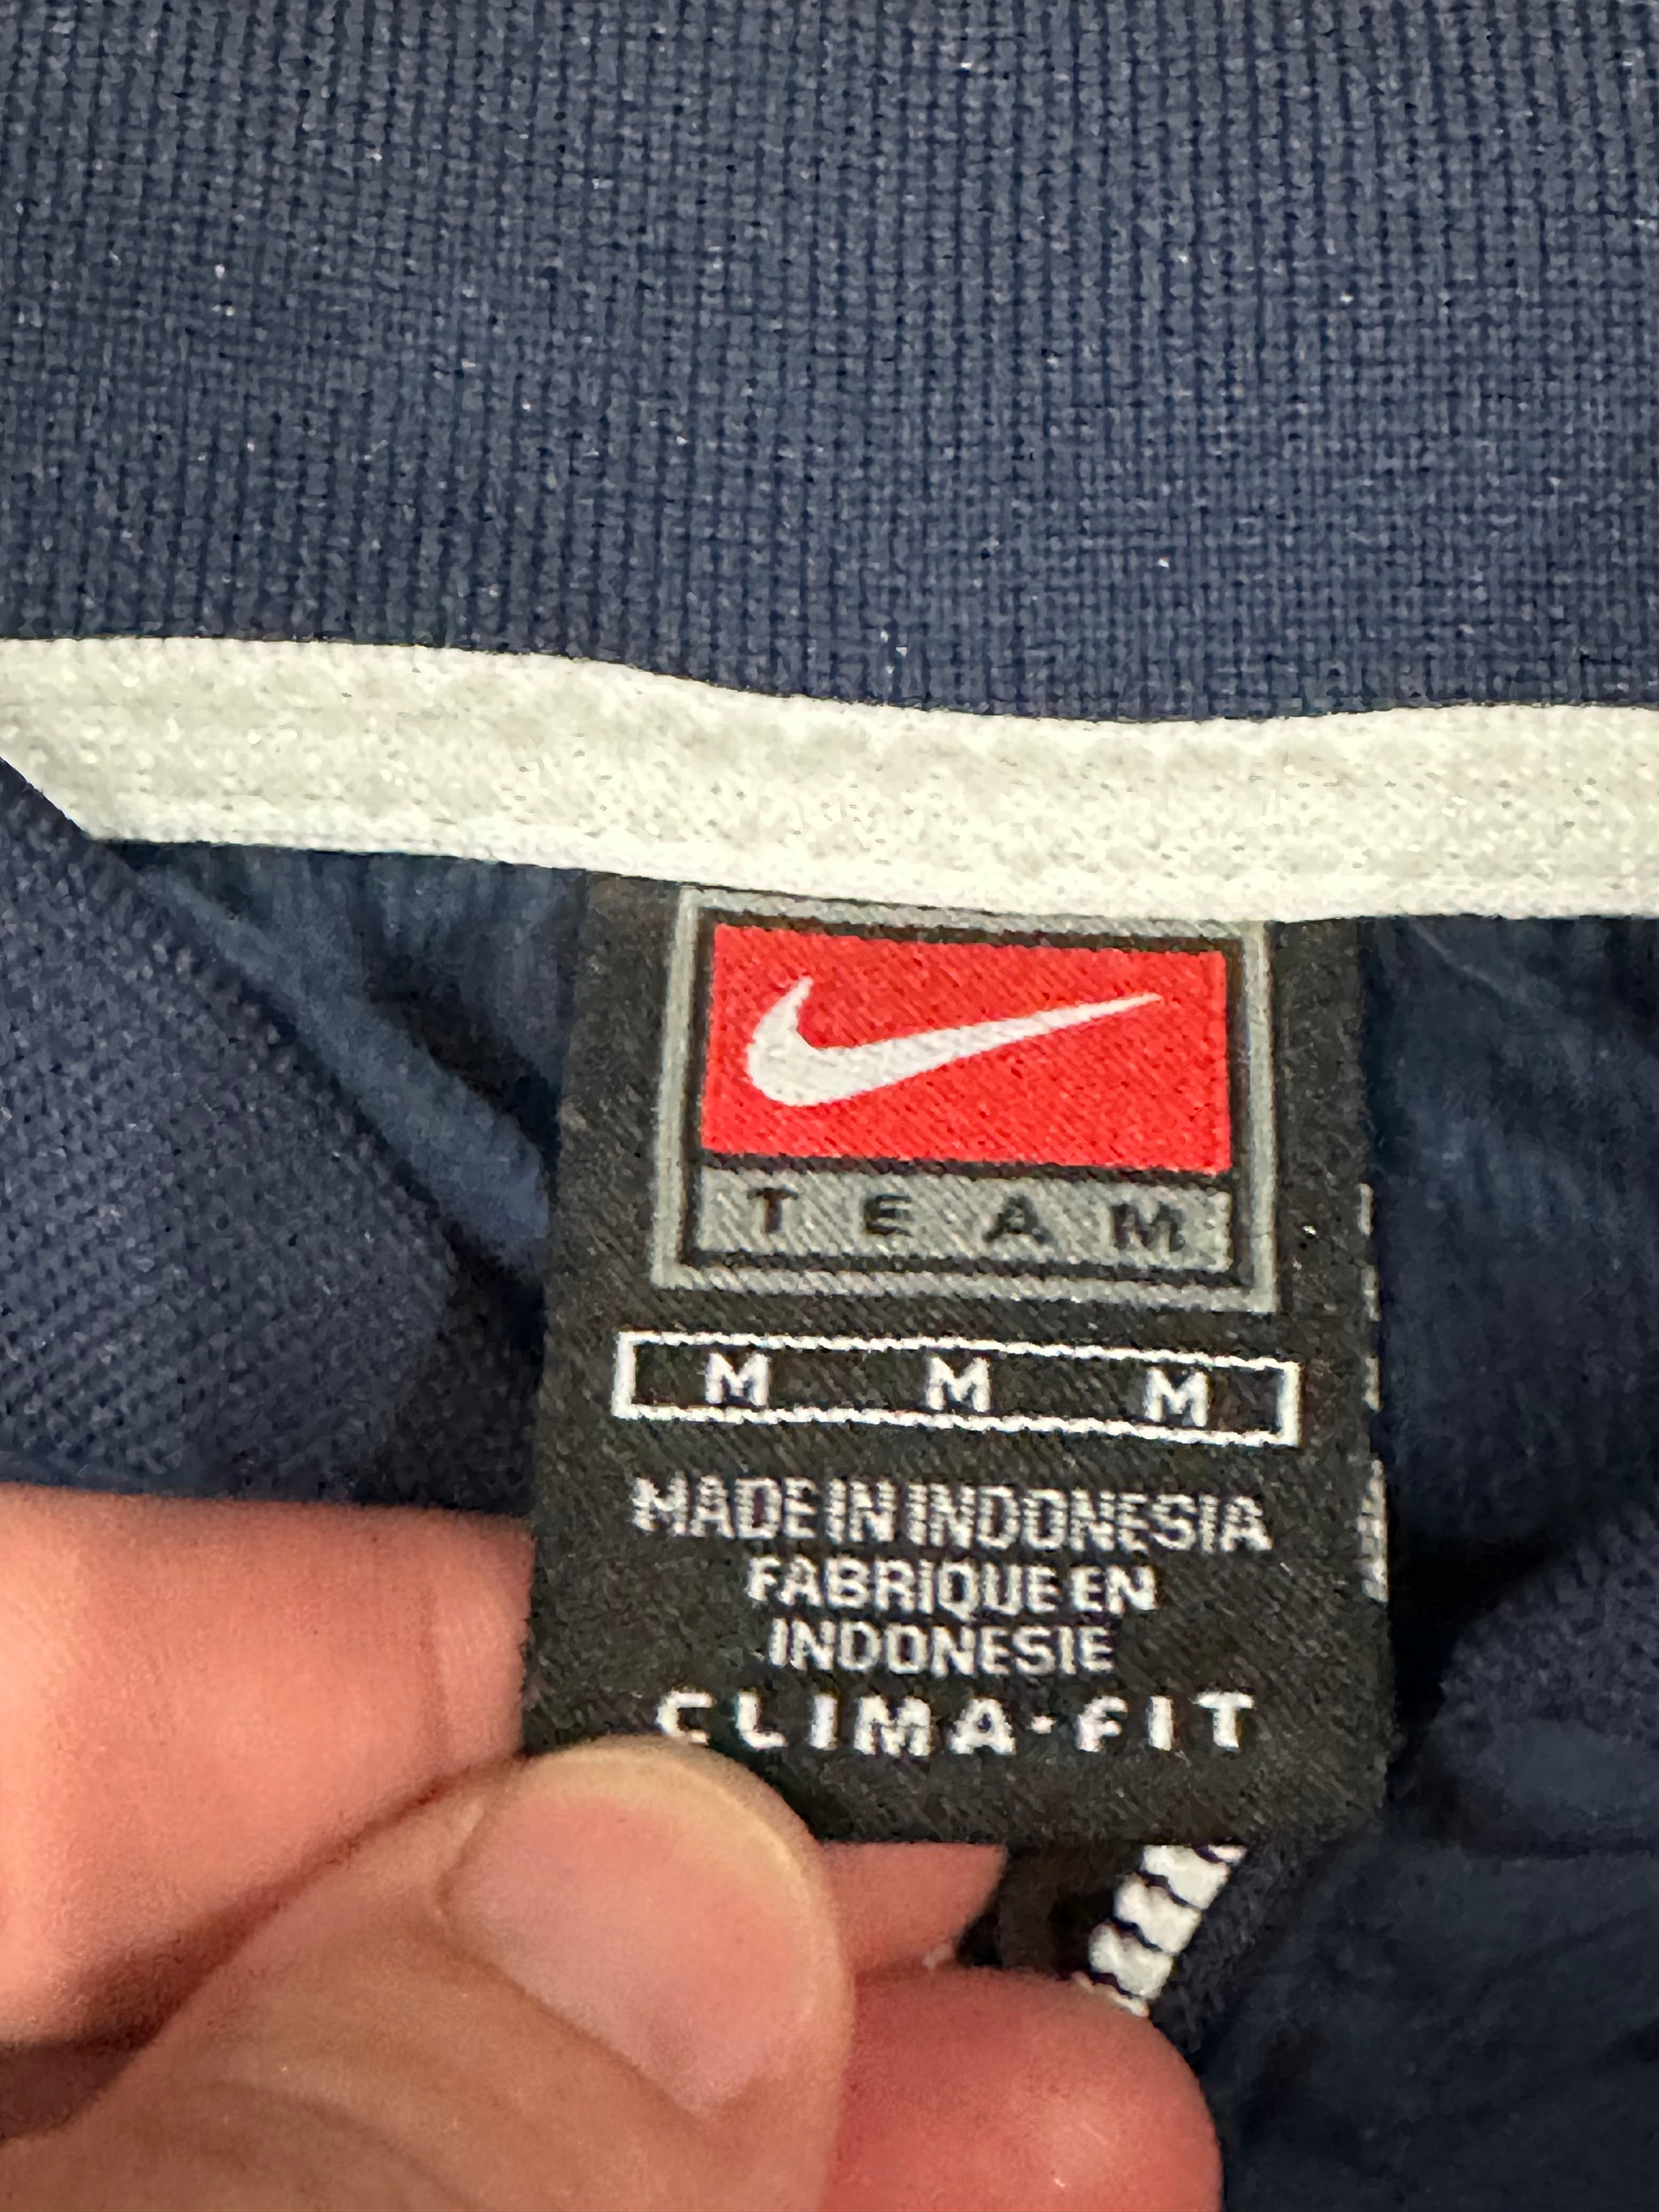 TEAM
M M M
MADE IN INDONESIA
FABRIQUE EN
INDONESIE
CLIMA-FIT